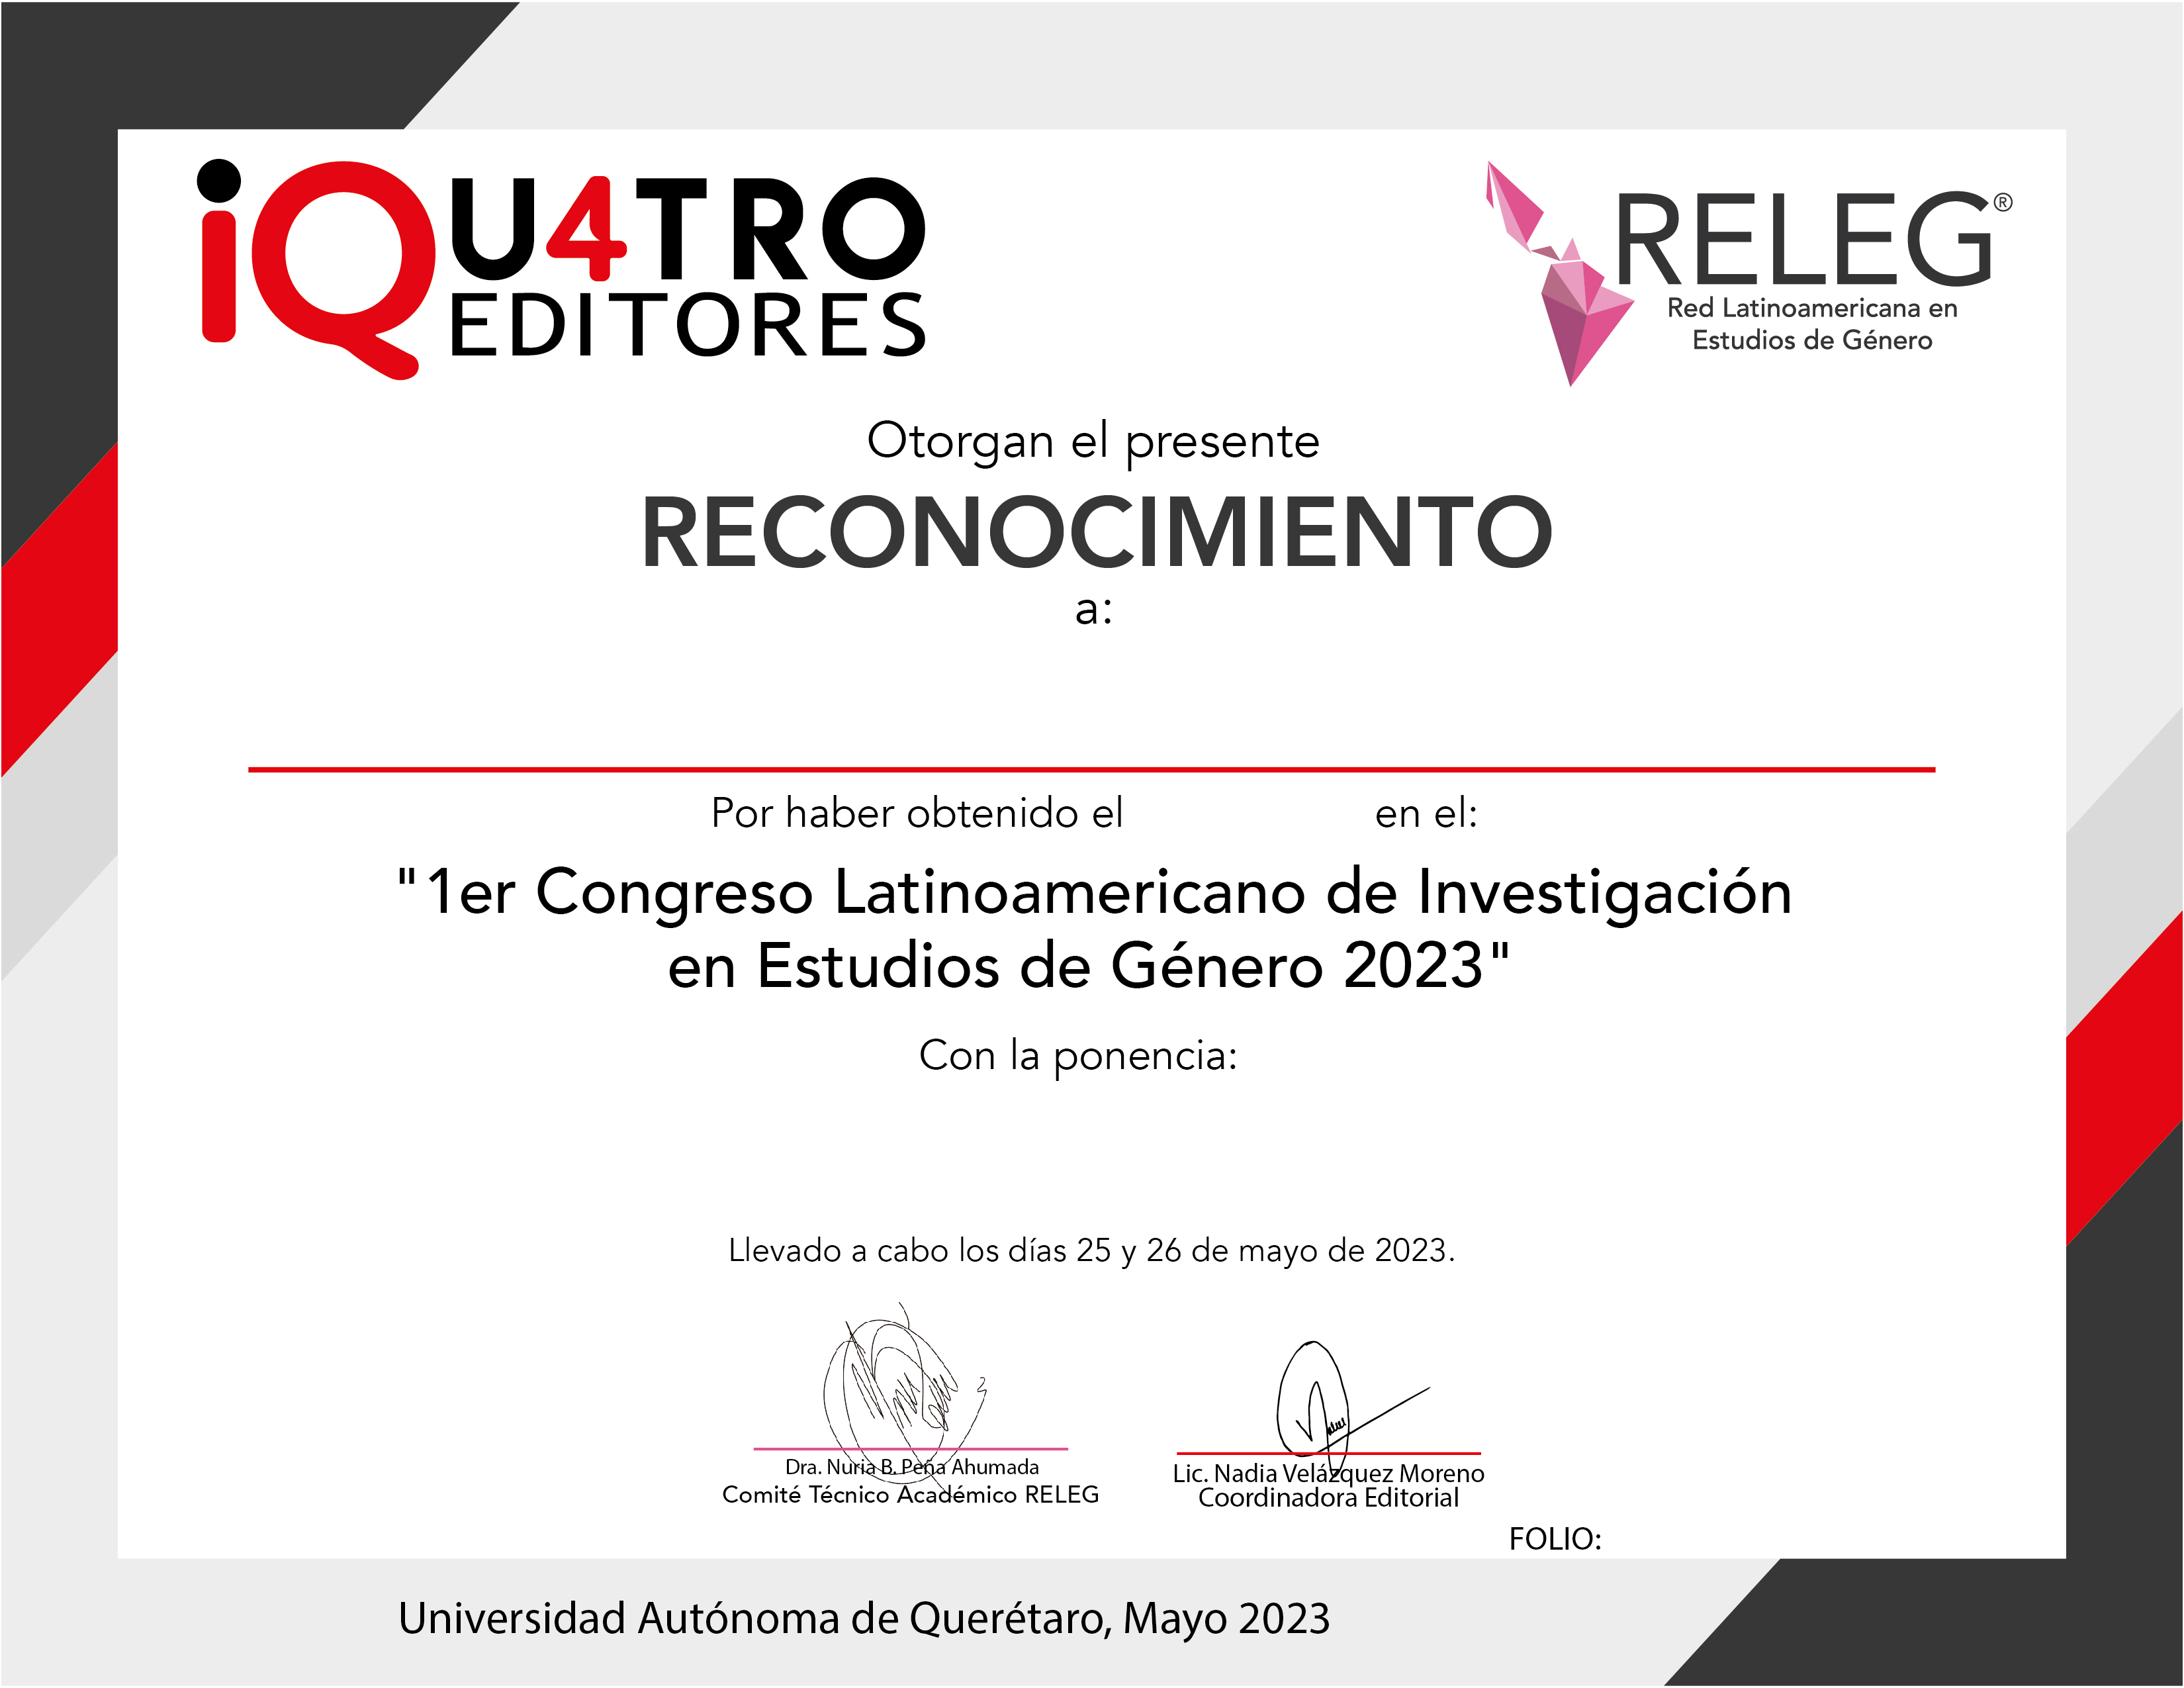 iQU4TRO
EDITORES
RELEG®
Red Latinoamericana en
Estudios de Género
Otorgan el presente
RECONOCIMIENTO
a:
Por haber obtenido el en el:
"1er Congreso Latinoamericano de Investigación
en Estudios de Género 2023"
Con la ponencia:
Llevado a cabo los días 25 y 26 de mayo de 2023.
Dra. Nuria B. Peña Ahumada
Comité Técnico Académico RELEG
Lic. Nadia Velázquez Moreno
Coordinadora Editorial
FOLIO:
Universidad Autónoma de Querétaro, Mayo 2023